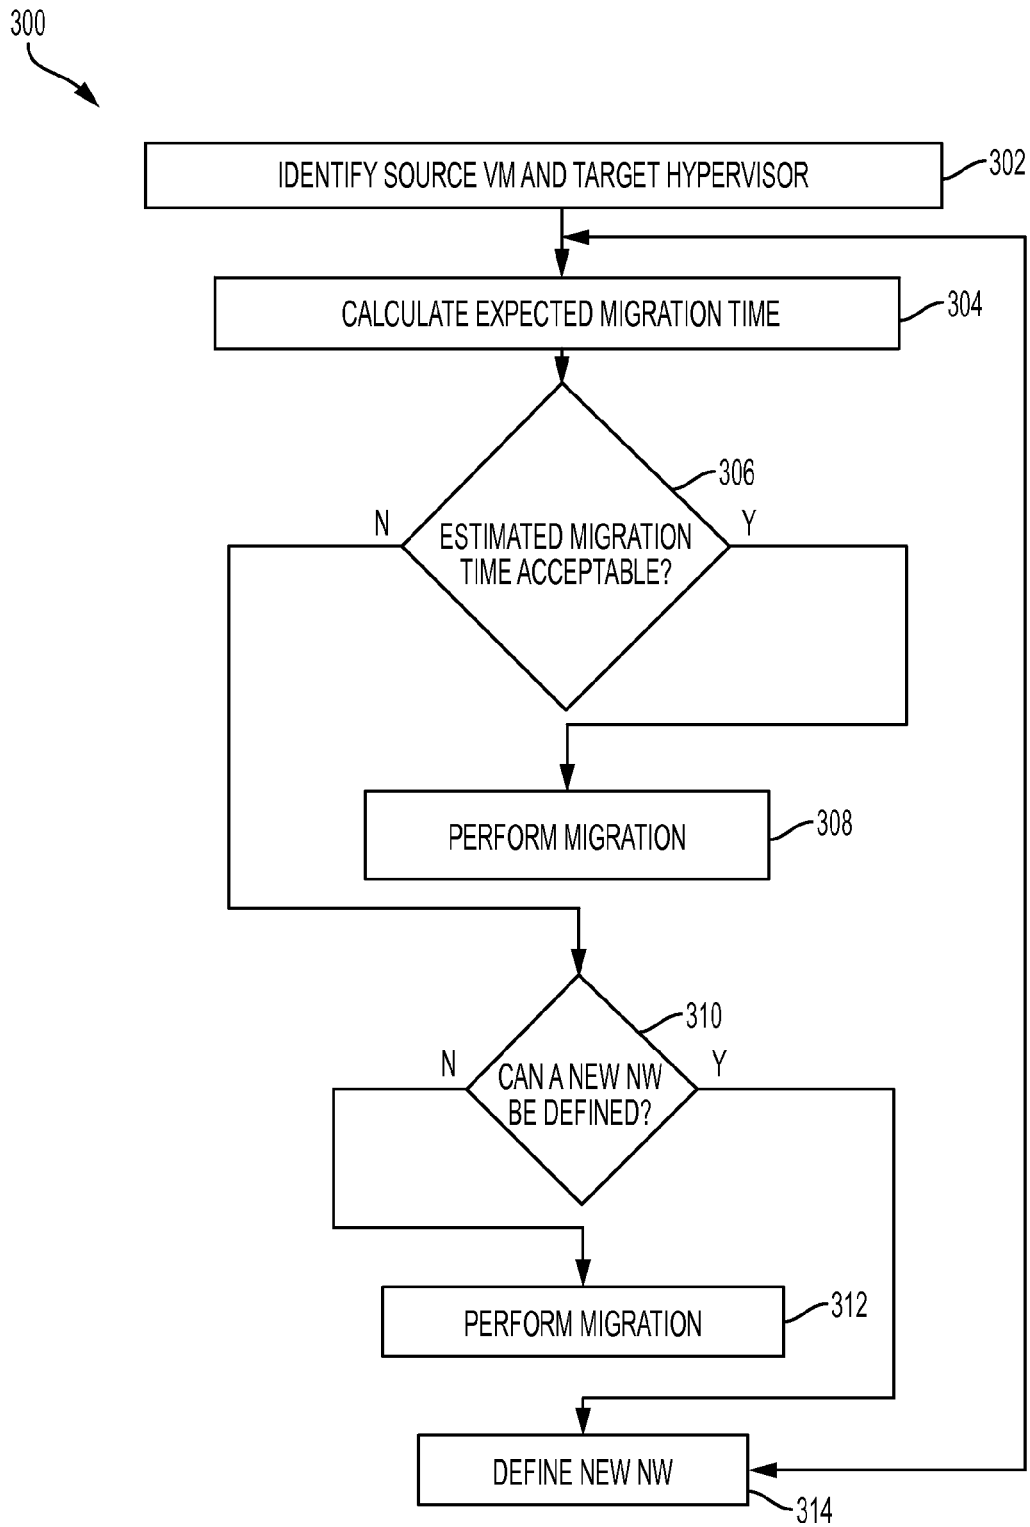 300
IDENTIFY SOURCE VM AND TARGET HYPERVISOR
302
CALCULATE EXPECTED MIGRATION TIME
304
306
N
Y
ESTIMATED MIGRATION
TIME ACCEPTABLE?
PERFORM MIGRATION
308
310
N
Y
CAN A NEW NW
BE DEFINED?
PERFORM MIGRATION
312
DEFINE NEW NW
314